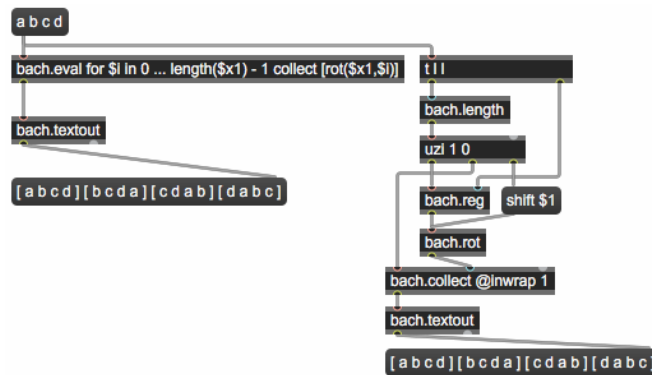 a b c d
bach.eval for $i in 0 ... length($x1) - 1 collect [rot($x1,$i)]
t l l
bach.length
bach.textout
uzi 1 0
[ a b c d ] [ b c d a ] [ c d a b ] [ d a b c ]
bach.reg
shift $1
bach.rot
bach.collect @inwrap 1
bach.textout
[ a b c d ] [ b c d a ] [ c d a b ] [ d a b c ]